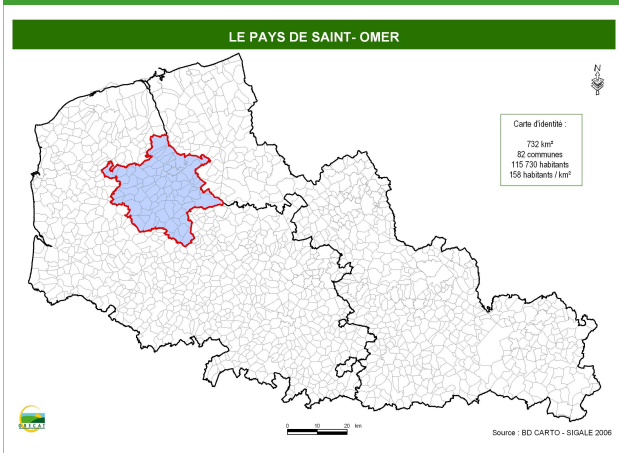 LE PAYS DE SAINT- OMER
N
Carte d'identité :
732 km²
82 communes
115 730 habitants
158 habitants / km²
0 10 20 km
Source : BD CARTO - SIGALE 2006